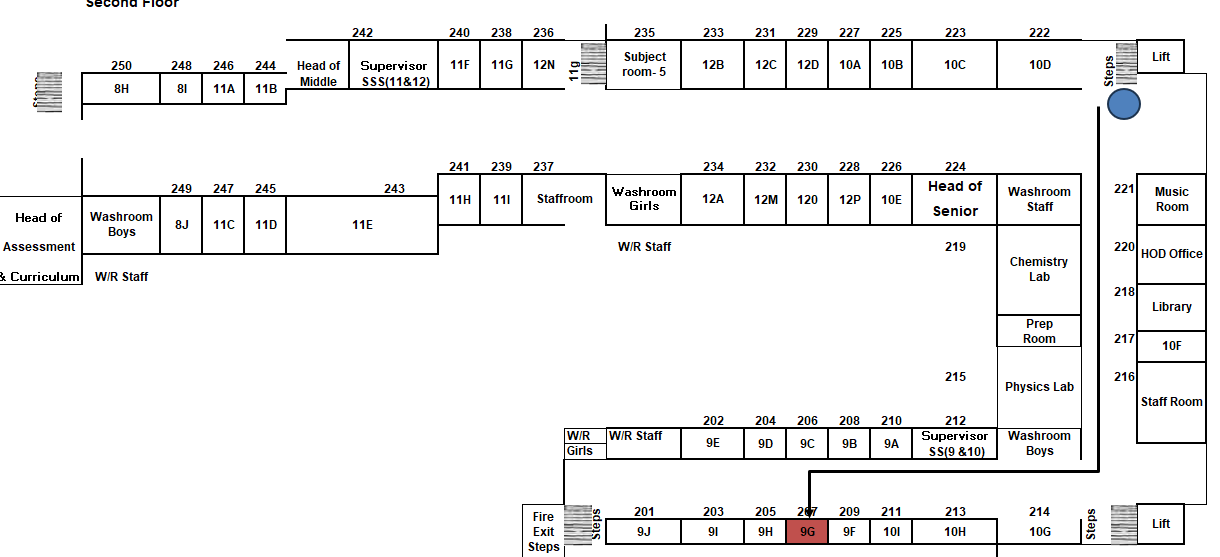 Second Floor
242 240 238 236 235 233 231 229 227 225 223 222
250 248 246 244
Head of
Middle
Supervisor
SSS(11&12)
11F 11G 12N
11g
Subject
room- 5
12B 12C 12D 10A 10B 10C 10D
Steps
Lift
8H 8I 11A 11B
241 239 237 234 232 230 228 226 224
249 247 245 243
221
11H 11I Staffroom
Washroom
Girls
12A 12M 120 12P 10E
Head of
Senior
Washroom
Staff
Music
Room
Head of
Assessment
& Curriculum
Washroom
Boys
8J 11C 11D 11E
W/R Staff
W/R Staff
219
220
HOD Office
Chemistry
Lab
218
Library
Prep
Room
217
10F
215
Physics Lab
216
Staff Room
202 204 206 208 210 212
W/R
Girls
W/R Staff
9E 9D 9C 9B 9A
Supervisor
SS(9 &10)
Washroom
Boys
201 203 205 207 209 211 213 214
Fire
Exit
Steps
Steps
9J 9I 9H 9G 9F 10I 10H 10G
Steps
Lift